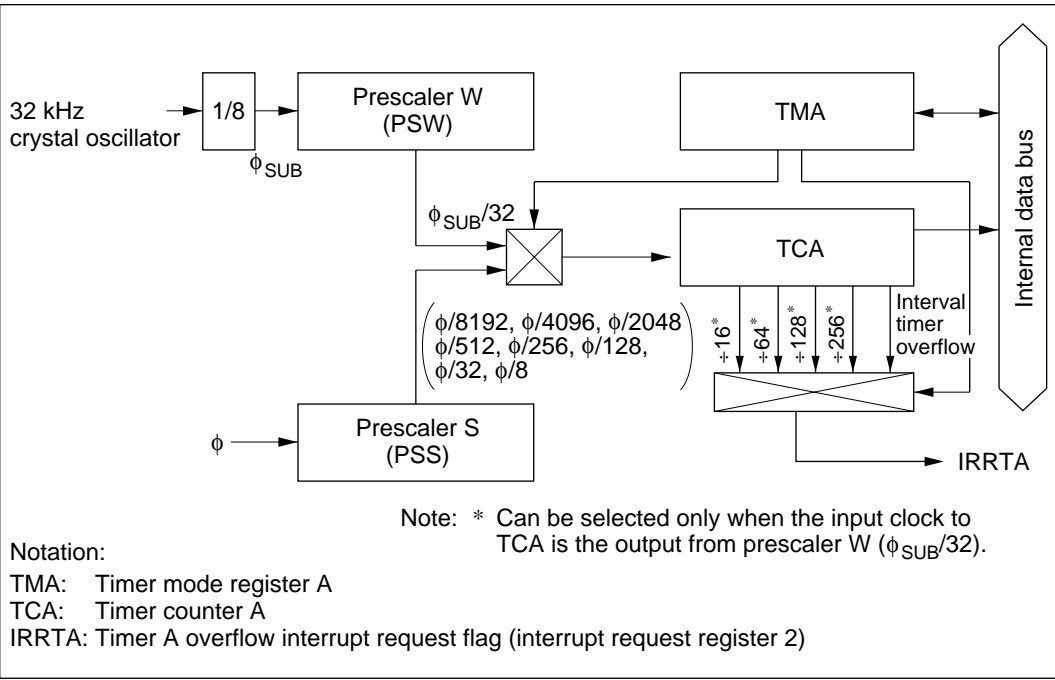 32 kHz
crystal oscillator
1/8
ϕSUB
Prescaler W
(PSW)
TMA
Internal data bus
ϕSUB/32
TCA
ϕ/8192, ϕ/4096, ϕ/2048
ϕ/512, ϕ/256, ϕ/128,
ϕ/32, ϕ/8
÷16*
÷64*
÷128*
÷256*
Interval
timer
overflow
ϕ
Prescaler S
(PSS)
IRRTA
Note: * Can be selected only when the input clock to
TCA is the output from prescaler W (ϕSUB/32).
Notation:
TMA: Timer mode register A
TCA: Timer counter A
IRRTA: Timer A overflow interrupt request flag (interrupt request register 2)